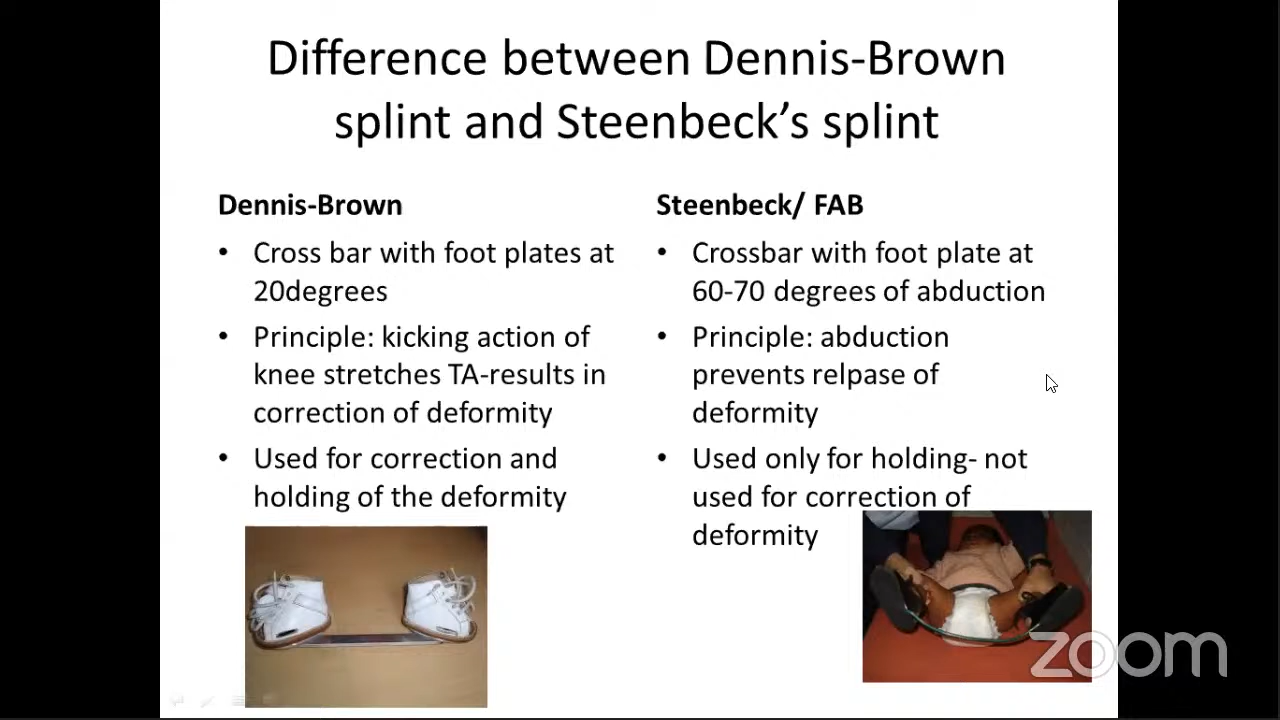 Difference between Dennis-Brown
splint and Steenbeck's splint
Dennis-Brown
• Cross bar with foot plates at
20degrees
• Principle: kicking action of
knee stretches TA-results in
correction of deformity
• Used for correction and
holding of the deformity
Steenbeck/ FAB
• Crossbar with foot plate at
60-70 degrees of abduction
• Principle: abduction
prevents relpase of
deformity
• Used only for holding- not
used for correction of
deformity
zoom